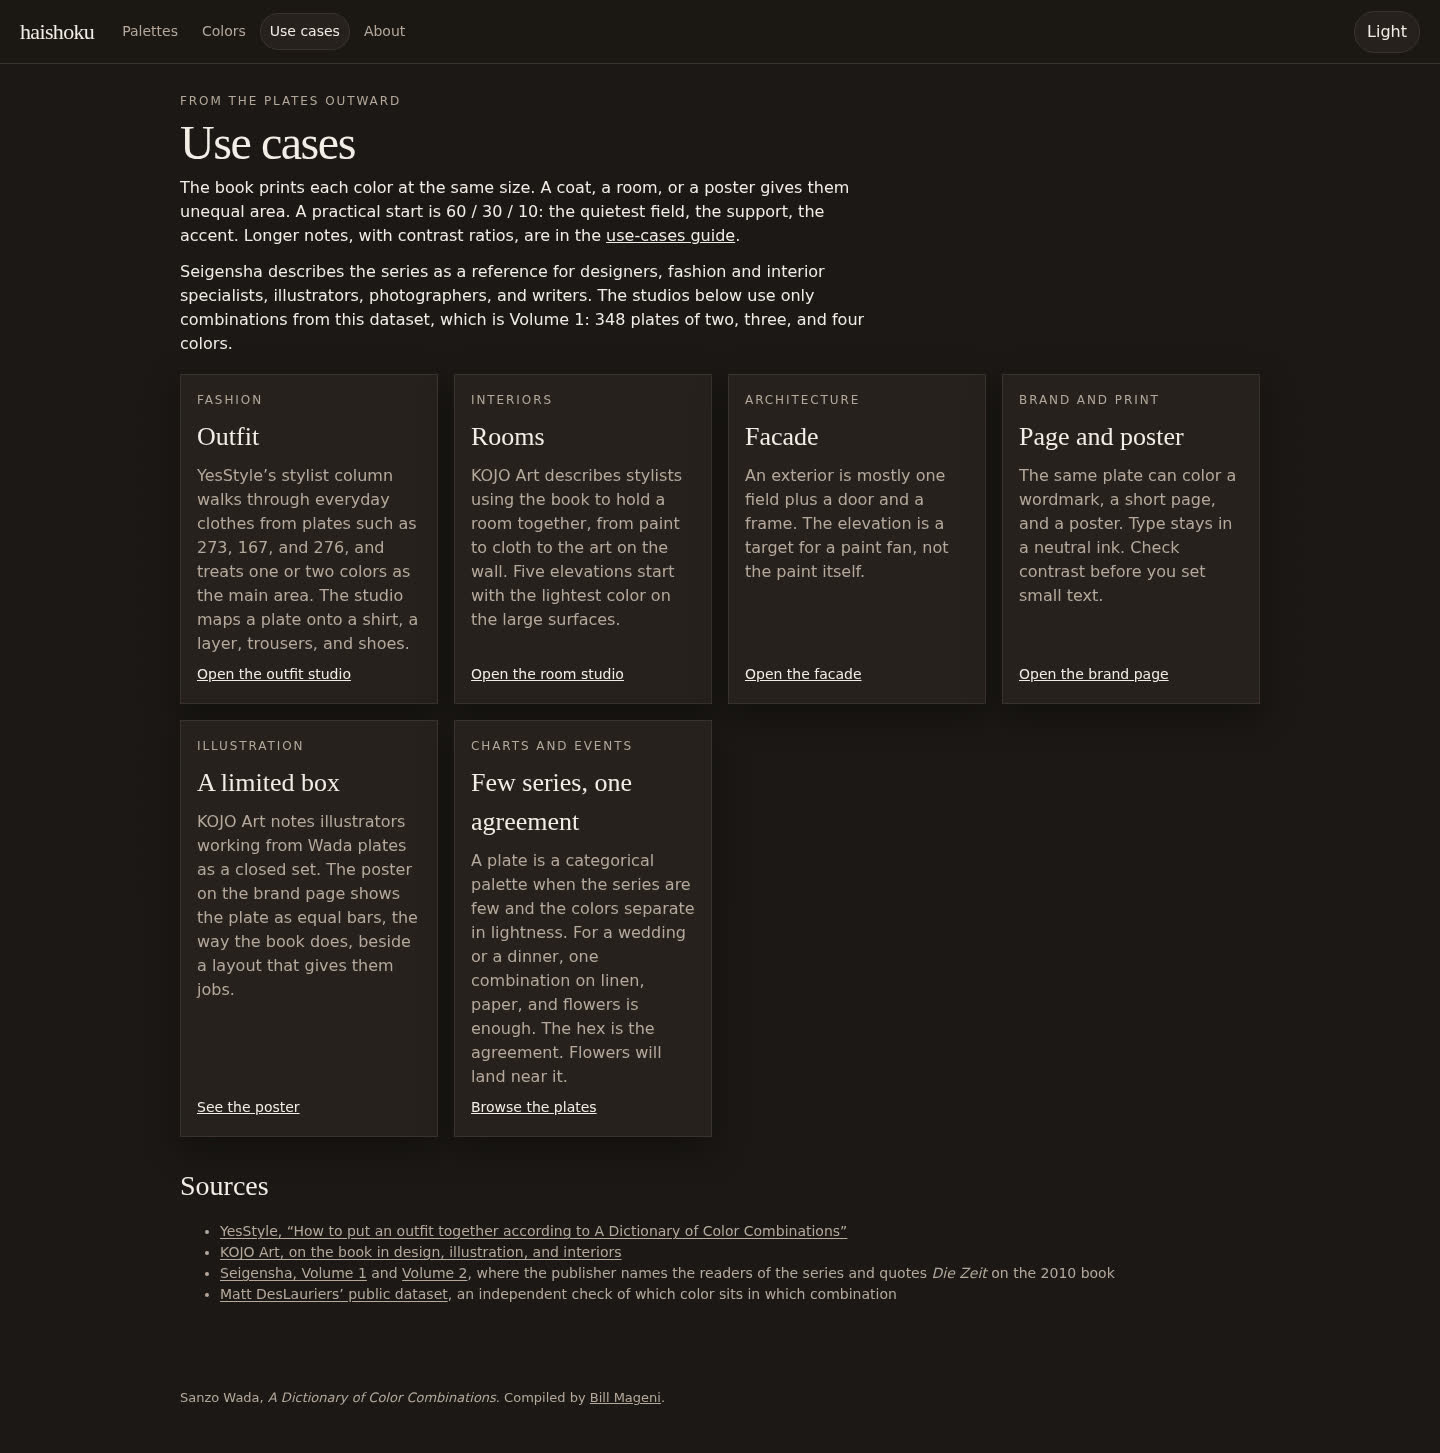 haishoku
Palettes
Colors
Use cases
About
Light
FROM THE PLATES OUTWARD
Use cases
The book prints each color at the same size. A coat, a room, or a poster gives them
unequal area. A practical start is 60 / 30 / 10: the quietest field, the support, the
accent. Longer notes, with contrast ratios, are in the use-cases guide.
Seigensha describes the series as a reference for designers, fashion and interior
specialists, illustrators, photographers, and writers. The studios below use only
combinations from this dataset, which is Volume 1: 348 plates of two, three, and four
colors.
FASHION
Outfit
YesStyle’s stylist column
walks through everyday
clothes from plates such as
273, 167, and 276, and
treats one or two colors as
the main area. The studio
maps a plate onto a shirt, a
layer, trousers, and shoes.
Open the outfit studio
INTERIORS
Rooms
KOJO Art describes stylists
using the book to hold a
room together, from paint
to cloth to the art on the
wall. Five elevations start
with the lightest color on
the large surfaces.
Open the room studio
ARCHITECTURE
Facade
An exterior is mostly one
field plus a door and a
frame. The elevation is a
target for a paint fan, not
the paint itself.
Open the facade
BRAND AND PRINT
Page and poster
The same plate can color a
wordmark, a short page,
and a poster. Type stays in
a neutral ink. Check
contrast before you set
small text.
Open the brand page
ILLUSTRATION
A limited box
KOJO Art notes illustrators
working from Wada plates
as a closed set. The poster
on the brand page shows
the plate as equal bars, the
way the book does, beside
a layout that gives them
jobs.
See the poster
CHARTS AND EVENTS
Few series, one
agreement
A plate is a categorical
palette when the series are
few and the colors separate
in lightness. For a wedding
or a dinner, one
combination on linen,
paper, and flowers is
enough. The hex is the
agreement. Flowers will
land near it.
Browse the plates
Sources
• YesStyle, “How to put an outfit together according to A Dictionary of Color Combinations”
• KOJO Art, on the book in design, illustration, and interiors
• Seigensha, Volume 1 and Volume 2, where the publisher names the readers of the series and quotes Die Zeit on the 2010 book
• Matt DesLauriers’ public dataset, an independent check of which color sits in which combination
Sanzo Wada, A Dictionary of Color Combinations. Compiled by Bill Mageni.